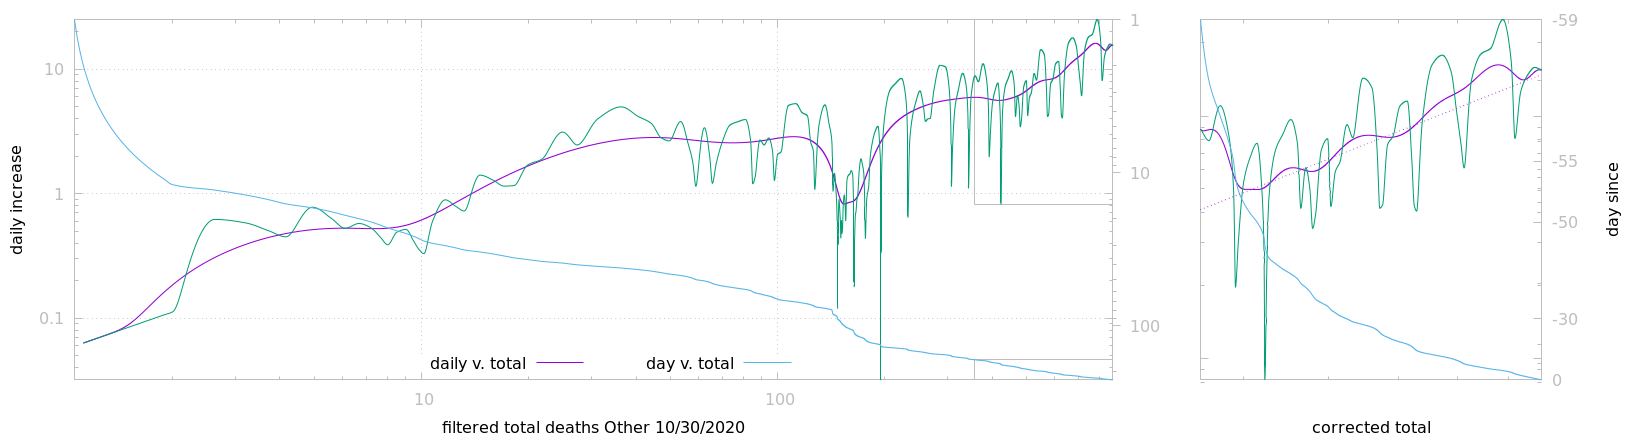 1
-59
10
10
-55
daily increase
day since
1
-50
0.1
100
-30
daily v. total
day v. total
0
10
100
filtered total deaths Other 10/30/2020
corrected total